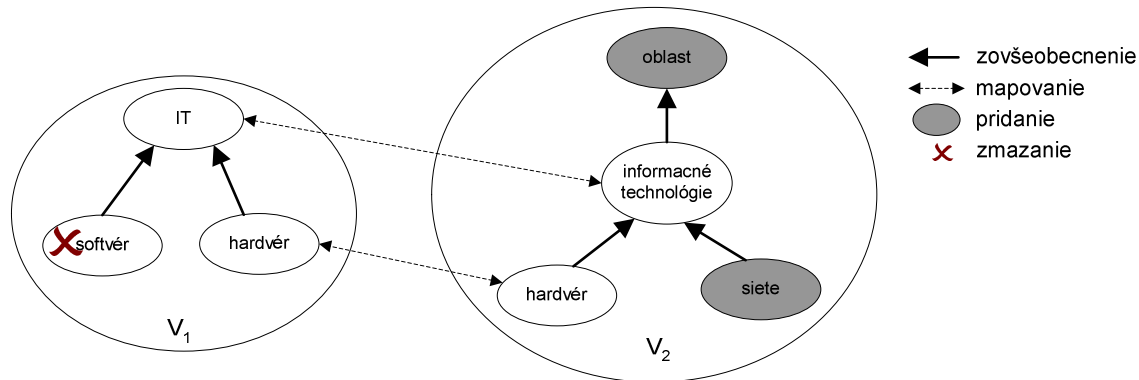 IT
softvér
hardvér
V1
oblast
informacné
technológie
hardvér
siete
V2
zovšeobecnenie
mapovanie
pridanie
zmazanie